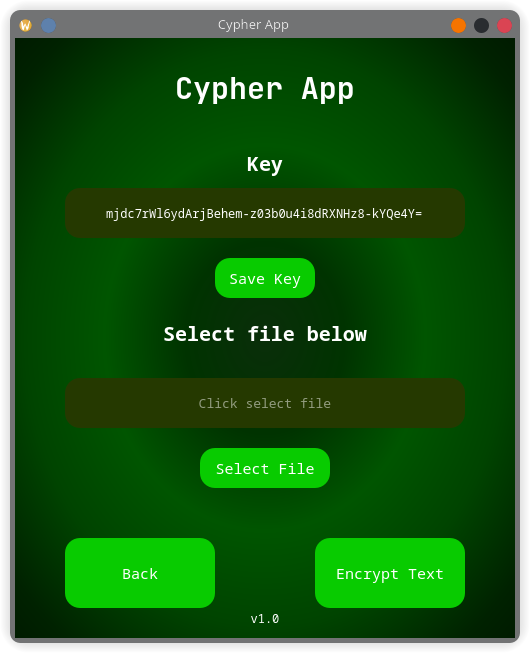 Cypher App
Cypher App
Key
mjdc7rWl6ydArjBehem-z03b0u4i8dRXNHz8-kYQe4Y=
Save Key
Select file below
Click select file
Select File
Back
Encrypt Text
v1.0